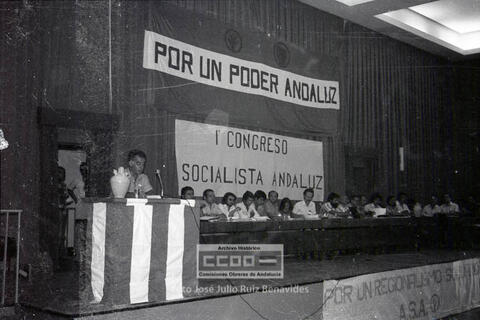 POR UN PODER ANDALUZ
I CONGRESO
SOCIALISTA ANDALUZ
Archivo Histórico
CCOO
Comisiones Obreras de Andalucía
Foto José Julio Ruiz Benavides
POR UN REGIONALISMO
A.S.A